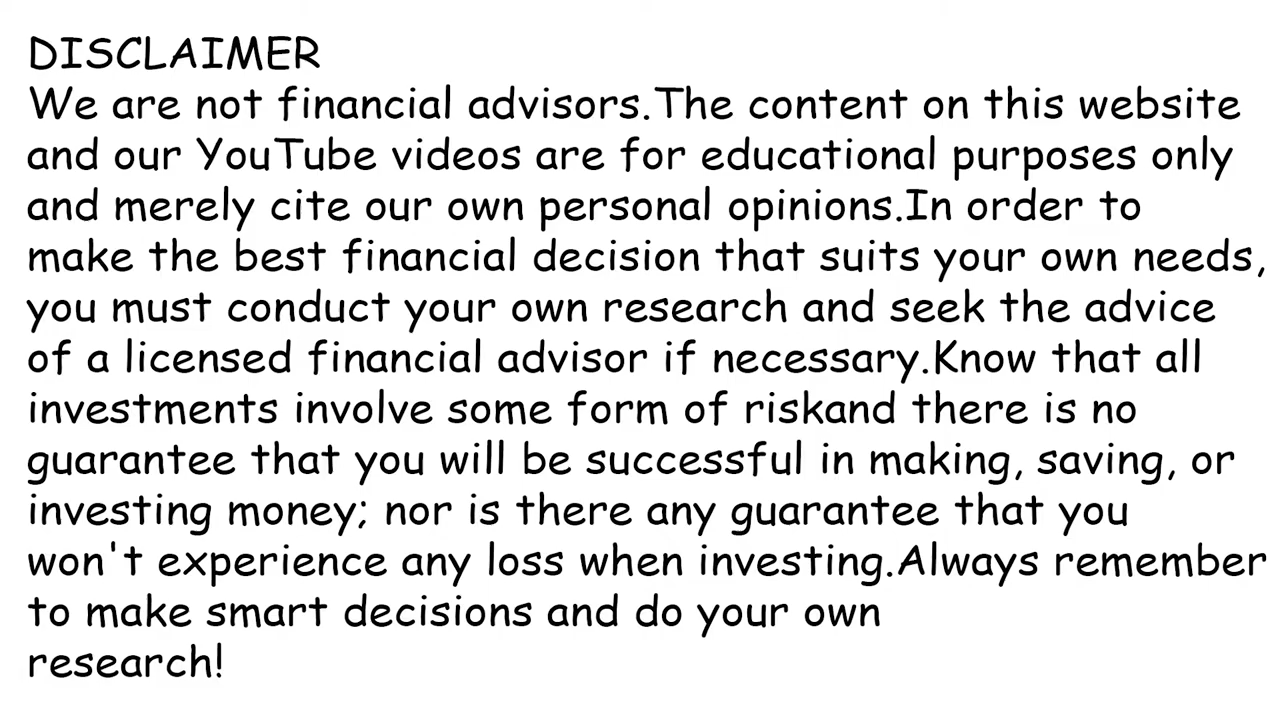 DISCLAIMER
We are not financial advisors.The content on this website
and our YouTube videos are for educational purposes only
and merely cite our own personal opinions.In order to
make the best financial decision that suits your own needs,
you must conduct your own research and seek the advice
of a licensed financial advisor if necessary.Know that all
investments involve some form of riskand there is no
guarantee that you will be successful in making, saving, or
investing money; nor is there any guarantee that you
won't experience any loss when investing.Always remember
to make smart decisions and do your own
research!